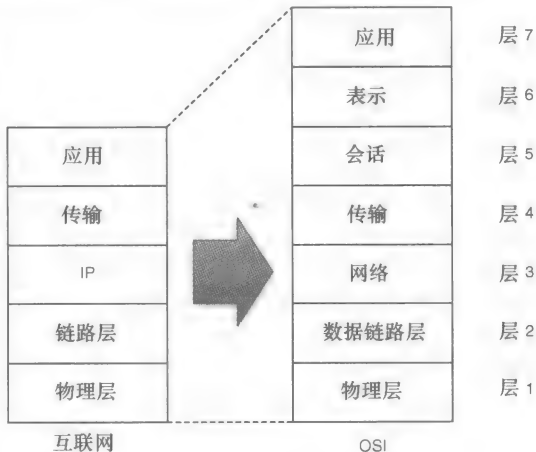 应用
层 7
表示
层 6
应用
会话
层 5
传输
传输
层 4
IP
网络
层 3
链路层
数据链路层
层 2
物理层
物理层
层 1
互联网
OSI